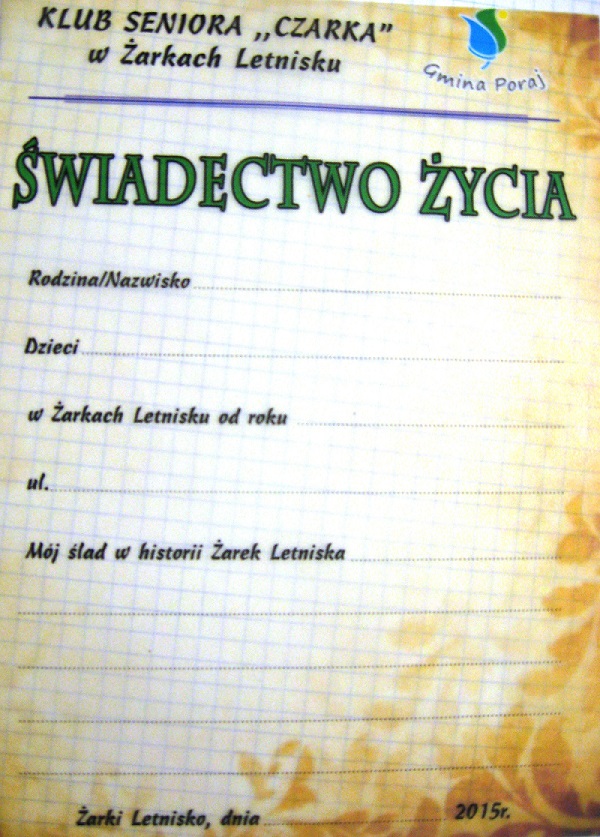 KLUB SENIORA ,,CZARKA”
w Żarkach Letnisku
Gmina Poraj
ŚWIADECTWO ŻYCIA
Rodzina/Nazwisko
Dzieci
w Żarkach Letnisku od roku
ul.
Mój ślad w historii Żarek Letniska
Żarki Letnisko, dnia 2015r.